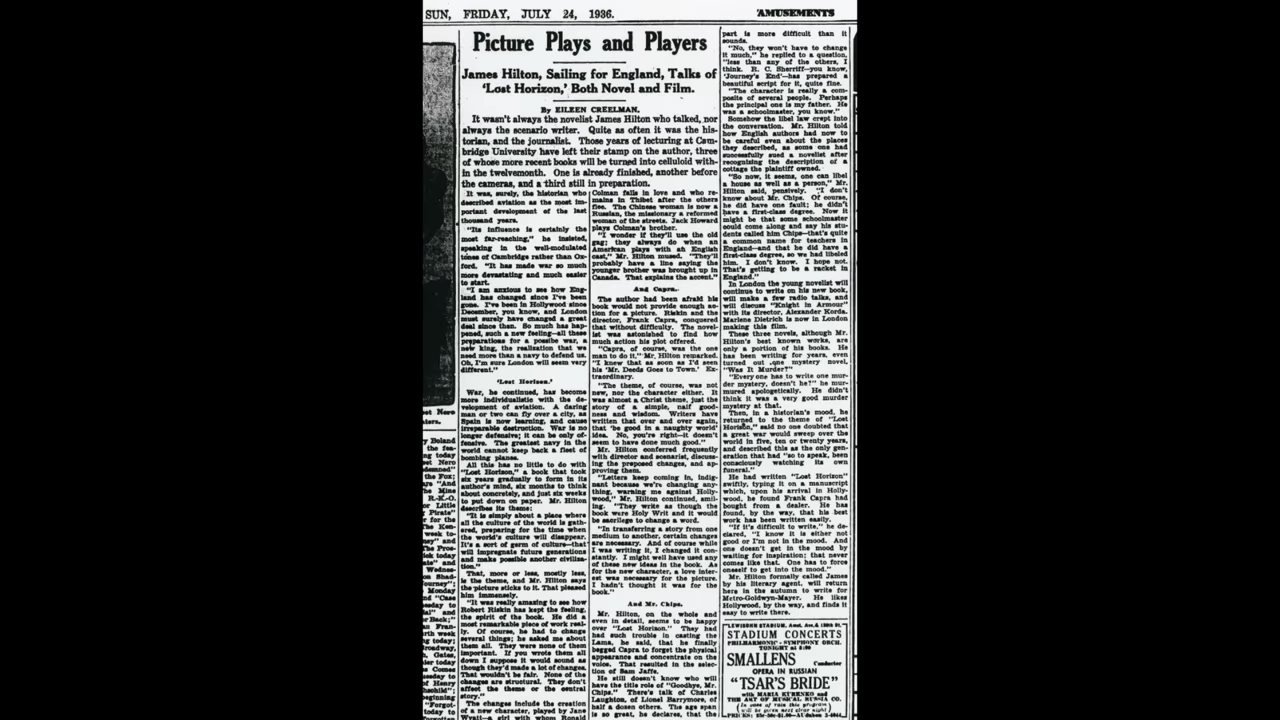 SUN, FRIDAY, JULY 24, 1936.
AMUSEMENTS
Picture Plays and Players
James Hilton, Sailing for England, Talks of
'Lost Horizon,' Both Novel and Film.
By EILEEN CREELMAN.
It wasn't always the novelist James Hilton who talked, nor
always the scenario writer. Quite as often it was the his-
torian, and the journalist. Those years of lecturing at Cam-
bridge University have left their stamp on the author, three
of whose more recent books will be turned into celluloid with-
in the twelvemonth. One is already finished, another before
the cameras, and a third still in preparation.
It was, surely, the historian who
described aviation as the most im-
portant development of the last
thousand years.
"Its influence is certainly the
most far-reaching," he insisted,
speaking in the well-modulated
tones of Cambridge rather than Ox-
ford. "It has made war so much
more devastating and much easier
to start.
"I am anxious to see how Eng-
land has changed since I've been
gone. I've been in Hollywood since
December, you know, and London
must surely have changed a great
deal since then. So much has hap-
pened, such a new feeling—all these
preparations for a possible war, a
new king, the realization that we
need more than a navy to defend us.
Oh, I'm sure London will seem very
different."
'Lost Horizon.'
War, he continued, has become
more individualistic with the de-
velopment of aviation. A daring
man or two can fly over a city, as
Spain is now learning, and cause
irreparable destruction. War is no
longer defensive; it can be only of-
fensive. The greatest navy in the
world cannot keep back a fleet of
bombing planes.
All this has no little to do with
"Lost Horizon," a book that took
six years gradually to form in its
author's mind, six months to think
about concretely, and just six weeks
to put down on paper. Mr. Hilton
describes its theme:
"It is simply about a place where
all the culture of the world is gath-
ered, preparing for the time when
the world's culture will disappear.
It's a sort of germ of culture—that
will impregnate future generations
and make possible another civiliza-
tion."
That, more or less, mostly less,
is the theme, and Mr. Hilton says
the picture sticks to it. That pleased
him immensely.
"It was really amazing to see how
Robert Riskin has kept the feeling,
the spirit of the book. He did a
most remarkable piece of work real-
ly. Of course, he had to change
several things; he asked me about
them all. They were none of them
important. If you wrote them all
down I suppose it would sound as
though they'd made a lot of changes.
That wouldn't be fair. None of the
changes are structural. They don't
affect the theme or the central
story."
The changes include the creation
of a new character, played by Jane
Wyatt—a girl with whom Ronald
Colman falls in love and who re-
mains in Thibet after the others
flee. The Chinese woman is now a
Russian, the missionary a reformed
woman of the streets. Jack Howard
plays Colman's brother.
"I wonder if they'll use the old
gag; they always do when an
American plays with an English
cast," Mr. Hilton mused. "They'll
probably have a line saying the
younger brother was brought up in
Canada. That explains the accent."
And Capra.
The author had been afraid his
book would not provide enough ac-
tion for a picture. Riskin and the
director, Frank Capra, conquered
that without difficulty. The novel-
ist was astonished to find how
much action his plot offered.
"Capra, of course, was the one
man to do it," Mr. Hilton remarked.
"I knew that as soon as I'd seen
his 'Mr. Deeds Goes to Town.' Ex-
traordinary.
"The theme, of course, was not
new, nor the character either. It
was almost a Christ theme, just the
story of a simple, naif good-
ness and wisdom. Writers have
written that over and over again,
that 'be good in a naughty world'
idea. No, you're right—it doesn't
seem to have done much good."
Mr. Hilton conferred frequently
with director and scenarist, discuss-
ing the proposed changes, and ap-
proving them.
"Letters keep coming in, indig-
nant because we're changing any-
thing, warning me against Holly-
wood," Mr. Hilton continued, smil-
ing. "They write as though the
book were Holy Writ and it would
be sacrilege to change a word.
"In transferring a story from one
medium to another, certain changes
are necessary. And of course while
I was writing it, I changed it con-
stantly. I might well have used any
of these new ideas in the book. As
for the new character, a love inter-
est was necessary for the picture.
I hadn't thought it was for the
book."
And Mr. Chips.
Mr. Hilton, on the whole and
even in detail, seems to be happy
over "Lost Horizon." They had
had such trouble in casting the
Lama, he said, that he finally
begged Capra to forget the physical
appearance and concentrate on the
voice. That resulted in the selec-
tion of Sam Jaffe.
He still doesn't know who will
have the title role of "Goodbye, Mr.
Chips." There's talk of Charles
Laughton, of Lionel Barrymore, of
half a dozen others. The age span
is so great, he declares, that the
part is more difficult than it
sounds.
"No, they won't have to change
it much," he replied to a question,
"less than any of the others, I
think. R. C. Sherriff—you know,
'Journey's End'—has prepared a
beautiful script for it, quite fine.
"The character is really a com-
posite of several people. Perhaps
the principal one is my father. He
was a schoolmaster, you know."
Somehow the libel law crept into
the conversation. Mr. Hilton told
how English authors had now to
be careful even about the places
they described, as some one had
successfully sued a novelist after
recognizing the description of a
cottage the plaintiff owned.
"So now, it seems, one can libel
a house as well as a person," Mr.
Hilton said, pensively. "I don't
know about Mr. Chips. Of course,
he did have one fault; he didn't
have a first-class degree. Now it
might be that some schoolmaster
could come along and say his stu-
dents called him Chips—that's quite
a common name for teachers in
England—and that he did have a
first-class degree, so we had libeled
him. I don't know. I hope not.
That's getting to be a racket in
England."
In London the young novelist will
continue to write on his new book,
will make a few radio talks, and
will discuss "Knight in Armour"
with its director, Alexander Korda.
Marlene Dietrich is now in London
making this film.
These three novels, although Mr.
Hilton's best known works, are
only a portion of his books. He
has been writing for years, even
turned out one mystery novel,
"Was It Murder?"
"Every one has to write one mur-
der mystery, doesn't he?" he mur-
mured apologetically. He didn't
think it was a very good murder
mystery at that.
Then, in a historian's mood, he
returned to the theme of "Lost
Horizon," said no one doubted that
a great war would sweep over the
world in five, ten or twenty years,
and described this as the only gen-
eration that had "so to speak, been
consciously watching its own
funeral."
He had written "Lost Horizon"
swiftly, typing it on a manuscript
which, upon his arrival in Holly-
wood, he found Frank Capra had
bought from a dealer. He has
found, by the way, that his best
work has been written easily.
"If it's difficult to write," he de-
clared, "I know it is either not
good or I'm not in the mood. And
one doesn't get in the mood by
waiting for inspiration; that never
comes like that. One has to force
oneself to get into the mood."
Mr. Hilton formally called James
by his literary agent, will return
here in the autumn to write for
Metro-Goldwyn-Mayer. He likes
Hollywood, by the way, and finds it
easy to write there.
LEWISOHN STADIUM,
STADIUM CONCERTS
PHILHARMONIC-SYMPHONY ORCH.
TONIGHT at 8:30
SMALLENS Conductor
OPERA IN RUSSIAN
"TSAR'S BRIDE"
with MARIA KURENKO and
THE ART OF MUSICAL RUSSIA CO.